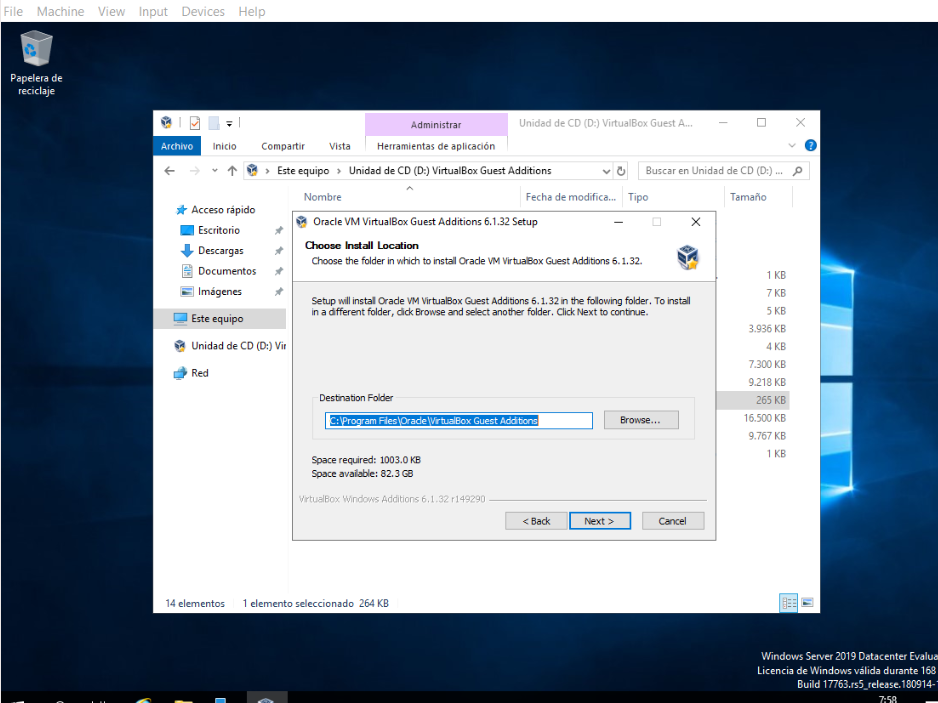 File Machine View Input Devices Help
Papelera de
reciclaje
Administrar
Unidad de CD (D:) VirtualBox Guest A...
Archivo Inicio Compartir Vista Herramientas de aplicación
Este equipo > Unidad de CD (D:) VirtualBox Guest Additions
Buscar en Unidad de CD (D:) ...
Nombre Fecha de modifica... Tipo Tamaño
Acceso rápido
Escritorio
Descargas
Documentos
Imágenes
Este equipo
Unidad de CD (D:) Vir
Red
Oracle VM VirtualBox Guest Additions 6.1.32 Setup
Choose Install Location
Choose the folder in which to install Oracle VM VirtualBox Guest Additions 6.1.32.
Setup will install Oracle VM VirtualBox Guest Additions 6.1.32 in the following folder. To install
in a different folder, click Browse and select another folder. Click Next to continue.
Destination Folder
C:\Program Files\Oracle\VirtualBox Guest Additions
Browse...
Space required: 1003.0 KB
Space available: 82.3 GB
VirtualBox Windows Additions 6.1.32 r149290
< Back Next > Cancel
1 KB
7 KB
5 KB
3.936 KB
4 KB
7.300 KB
9.218 KB
265 KB
16.500 KB
9.767 KB
1 KB
14 elementos 1 elemento seleccionado 264 KB
Windows Server 2019 Datacenter Evalua
Licencia de Windows válida durante 168
Build 17763.rs5_release.180914-1
7:58